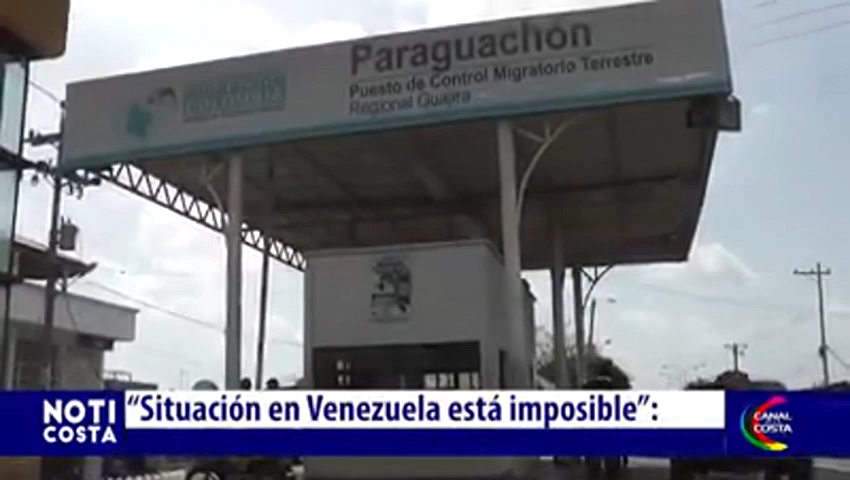 Paraguachón
Puesto de Control Migratorio Terrestre
Regional Guajira
NOTI
COSTA
“Situación en Venezuela está imposible”:
CANAL
COSTA